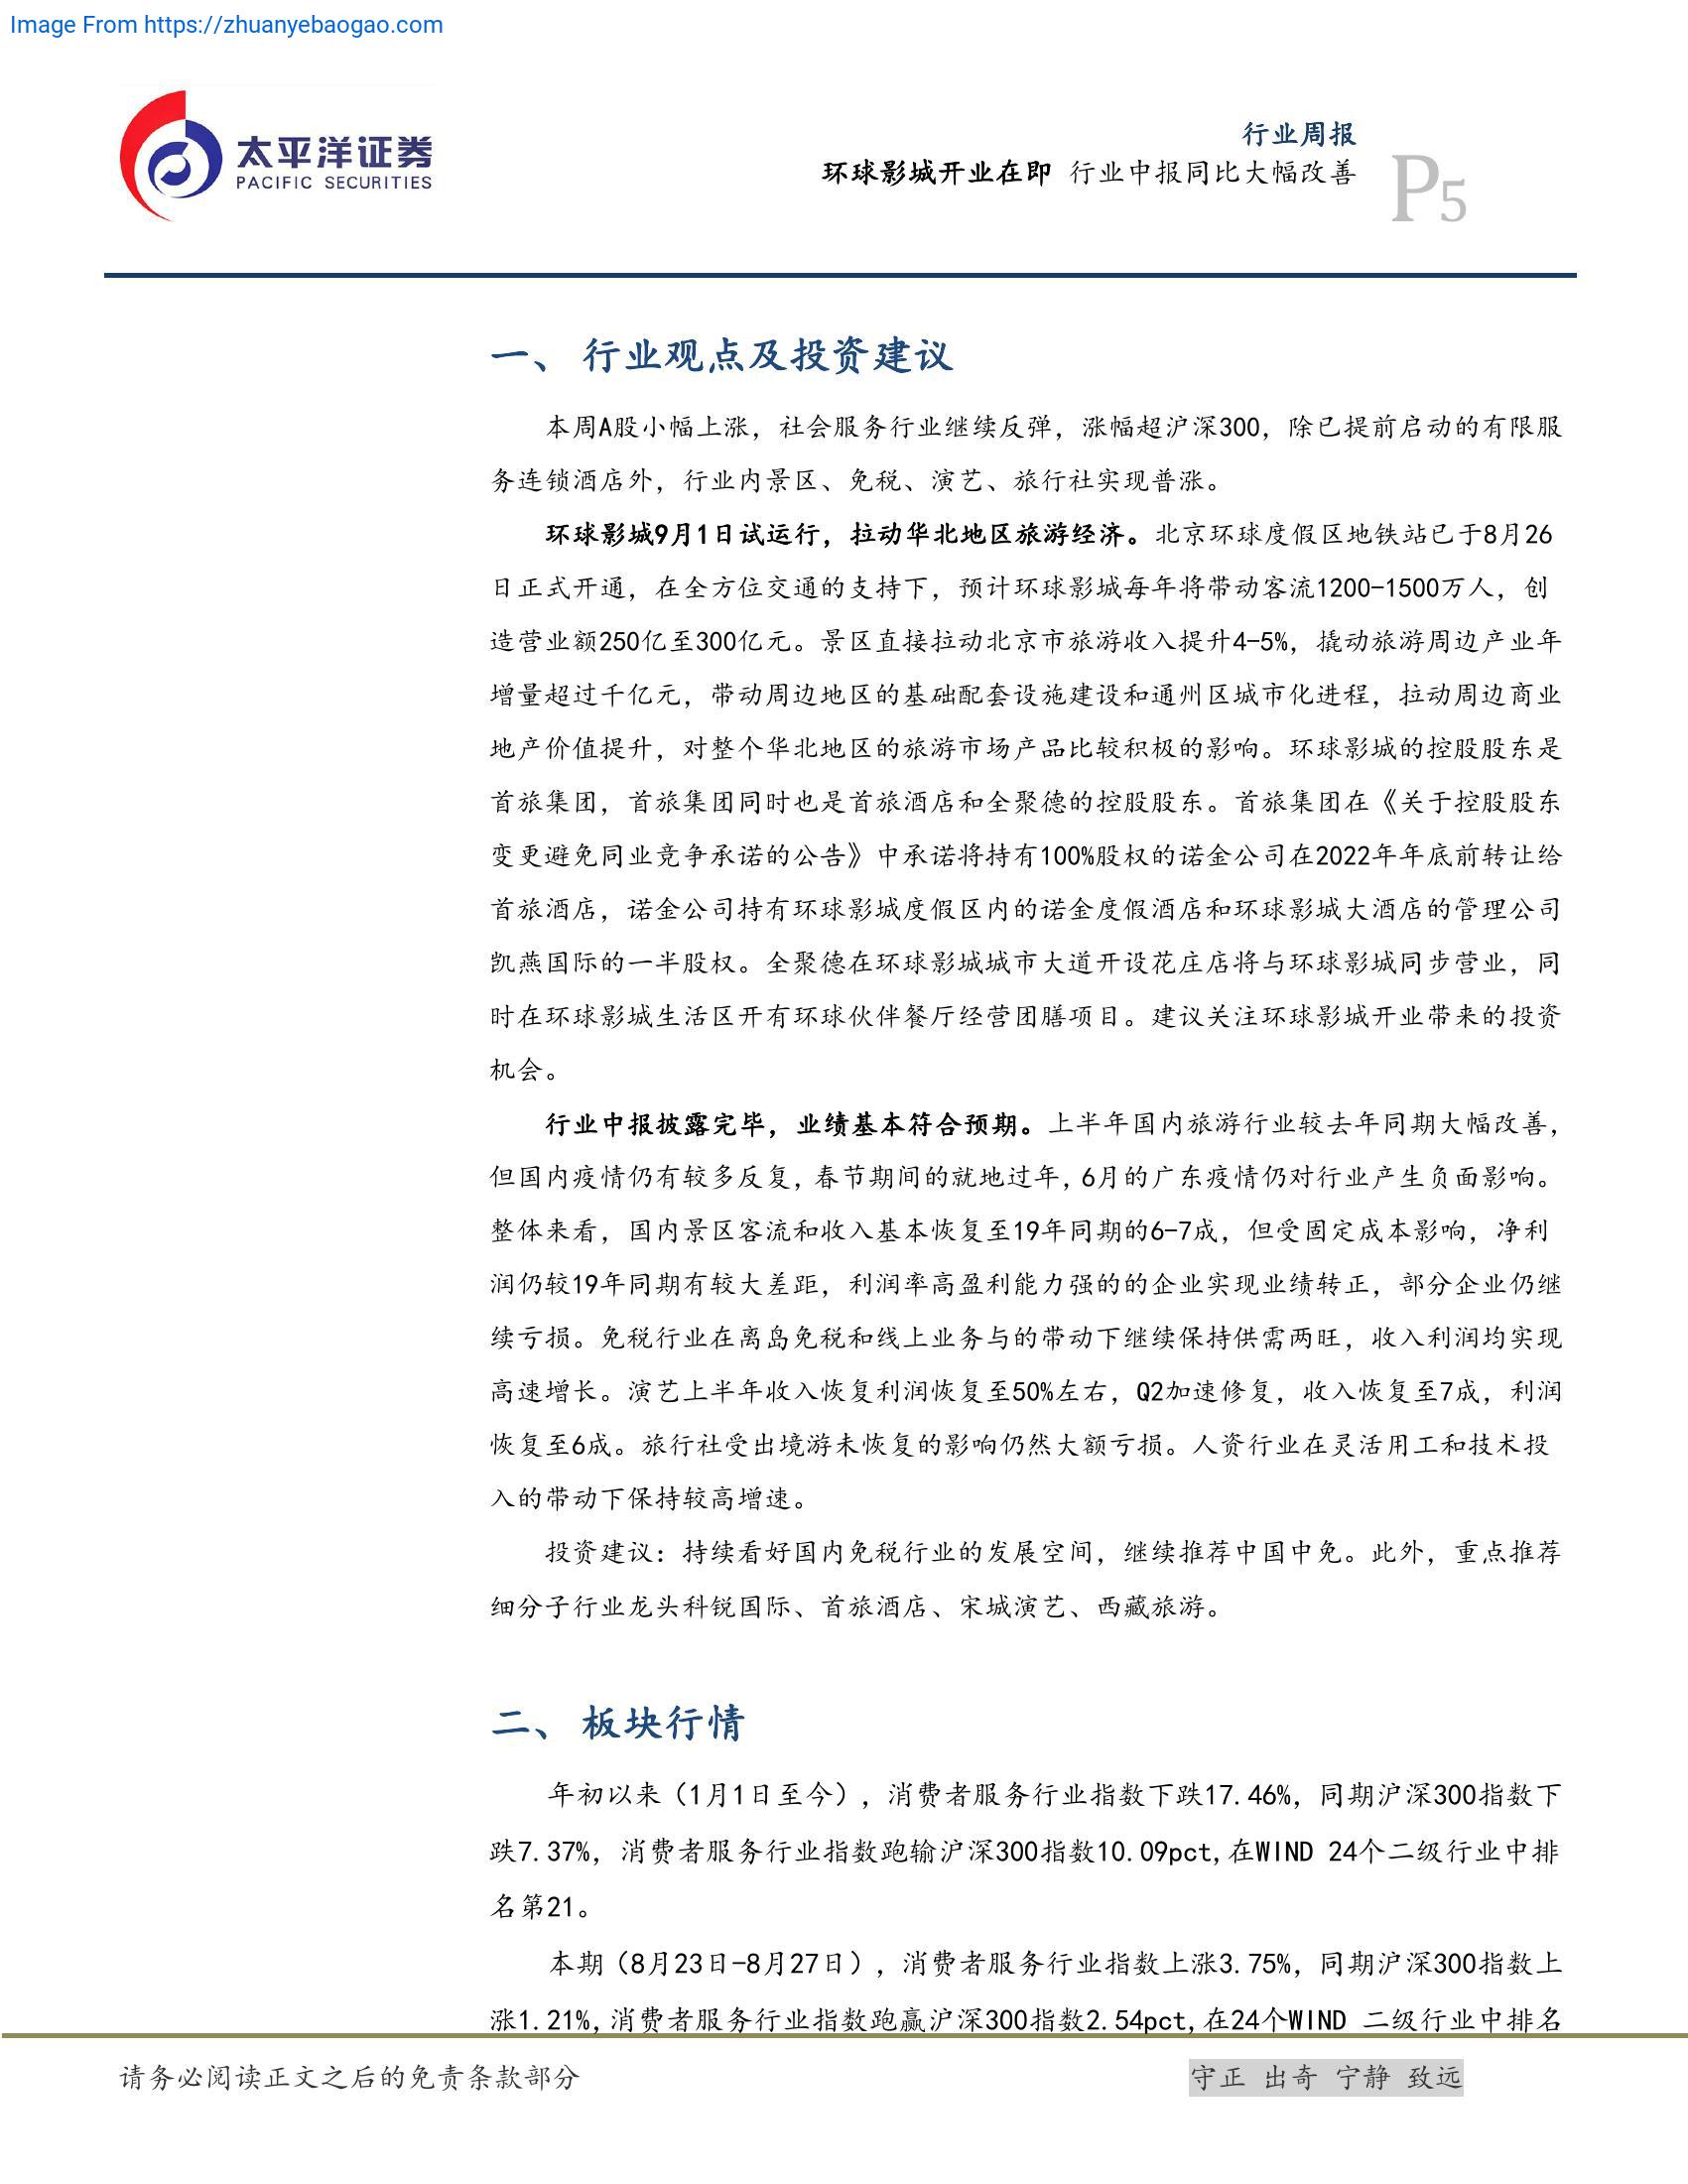 Image From https://zhuanyebaogao.com
太平洋证券
PACIFIC SECURITIES
行业周报
环球影城开业在即 行业中报同比大幅改善
P5
一、 行业观点及投资建议
本周A股小幅上涨，社会服务行业继续反弹，涨幅超沪深300，除已提前启动的有限服
务连锁酒店外，行业内景区、免税、演艺、旅行社实现普涨。
环球影城9月1日试运行，拉动华北地区旅游经济。北京环球度假区地铁站已于8月26
日正式开通，在全方位交通的支持下，预计环球影城每年将带动客流1200-1500万人，创
造营业额250亿至300亿元。景区直接拉动北京市旅游收入提升4-5%，撬动旅游周边产业年
增量超过千亿元，带动周边地区的基础配套设施建设和通州区城市化进程，拉动周边商业
地产价值提升，对整个华北地区的旅游市场产品比较积极的影响。环球影城的控股股东是
首旅集团，首旅集团同时也是首旅酒店和全聚德的控股股东。首旅集团在《关于控股股东
变更避免同业竞争承诺的公告》中承诺将持有100%股权的诺金公司在2022年年底前转让给
首旅酒店，诺金公司持有环球影城度假区内的诺金度假酒店和环球影城大酒店的管理公司
凯燕国际的一半股权。全聚德在环球影城城市大道开设花庄店将与环球影城同步营业，同
时在环球影城生活区开有环球伙伴餐厅经营团膳项目。建议关注环球影城开业带来的投资
机会。
行业中报披露完毕，业绩基本符合预期。上半年国内旅游行业较去年同期大幅改善，
但国内疫情仍有较多反复，春节期间的就地过年，6月的广东疫情仍对行业产生负面影响。
整体来看，国内景区客流和收入基本恢复至19年同期的6-7成，但受固定成本影响，净利
润仍较19年同期有较大差距，利润率高盈利能力强的的企业实现业绩转正，部分企业仍继
续亏损。免税行业在离岛免税和线上业务与的带动下继续保持供需两旺，收入利润均实现
高速增长。演艺上半年收入恢复利润恢复至50%左右，Q2加速修复，收入恢复至7成，利润
恢复至6成。旅行社受出境游未恢复的影响仍然大额亏损。人资行业在灵活用工和技术投
入的带动下保持较高增速。
投资建议：持续看好国内免税行业的发展空间，继续推荐中国中免。此外，重点推荐
细分子行业龙头科锐国际、首旅酒店、宋城演艺、西藏旅游。
二、 板块行情
年初以来（1月1日至今），消费者服务行业指数下跌17.46%，同期沪深300指数下
跌7.37%，消费者服务行业指数跑输沪深300指数10.09pct,在WIND 24个二级行业中排
名第21。
本期（8月23日-8月27日），消费者服务行业指数上涨3.75%，同期沪深300指数上
涨1.21%,消费者服务行业指数跑赢沪深300指数2.54pct,在24个WIND 二级行业中排名
请务必阅读正文之后的免责条款部分
守正 出奇 宁静 致远